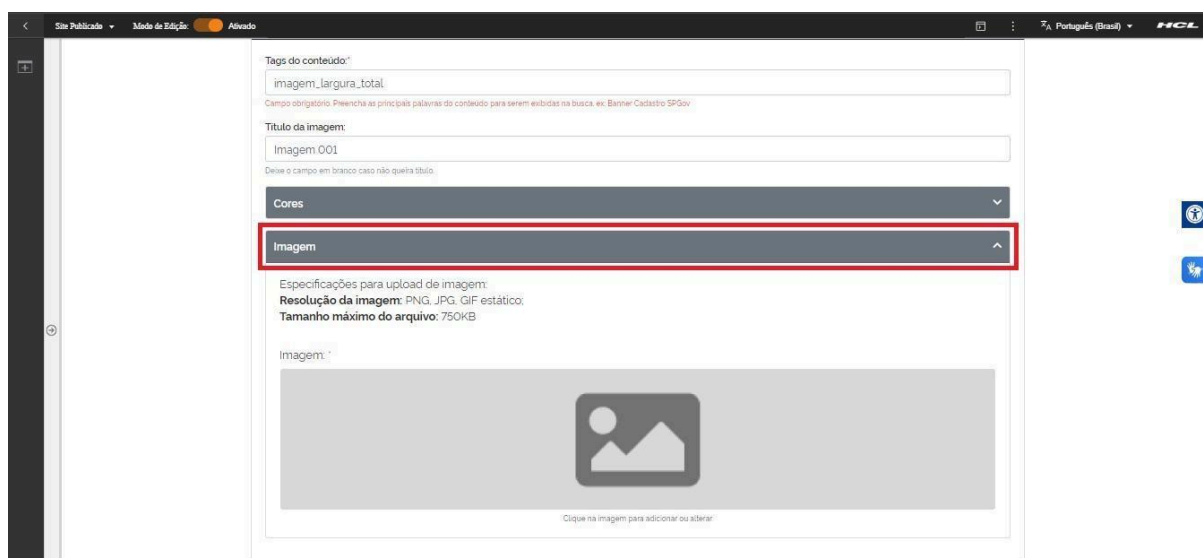 Site Publicado Modo de Edição: Ativado Português (Brasil) HCL
Tags do conteúdo:*
imagem_largura_total
Campo obrigatório. Preencha as principais palavras do conteúdo para serem exibidas na busca. ex: Banner Cadastro SPGov
Título da imagem:
Imagem.001
Deixe o campo em branco caso não queira título.
Cores
Imagem
Especificações para upload de imagem:
Resolução da imagem: PNG, JPG, GIF estático;
Tamanho máximo do arquivo: 750KB
Imagem: *
Clique na imagem para adicionar ou alterar